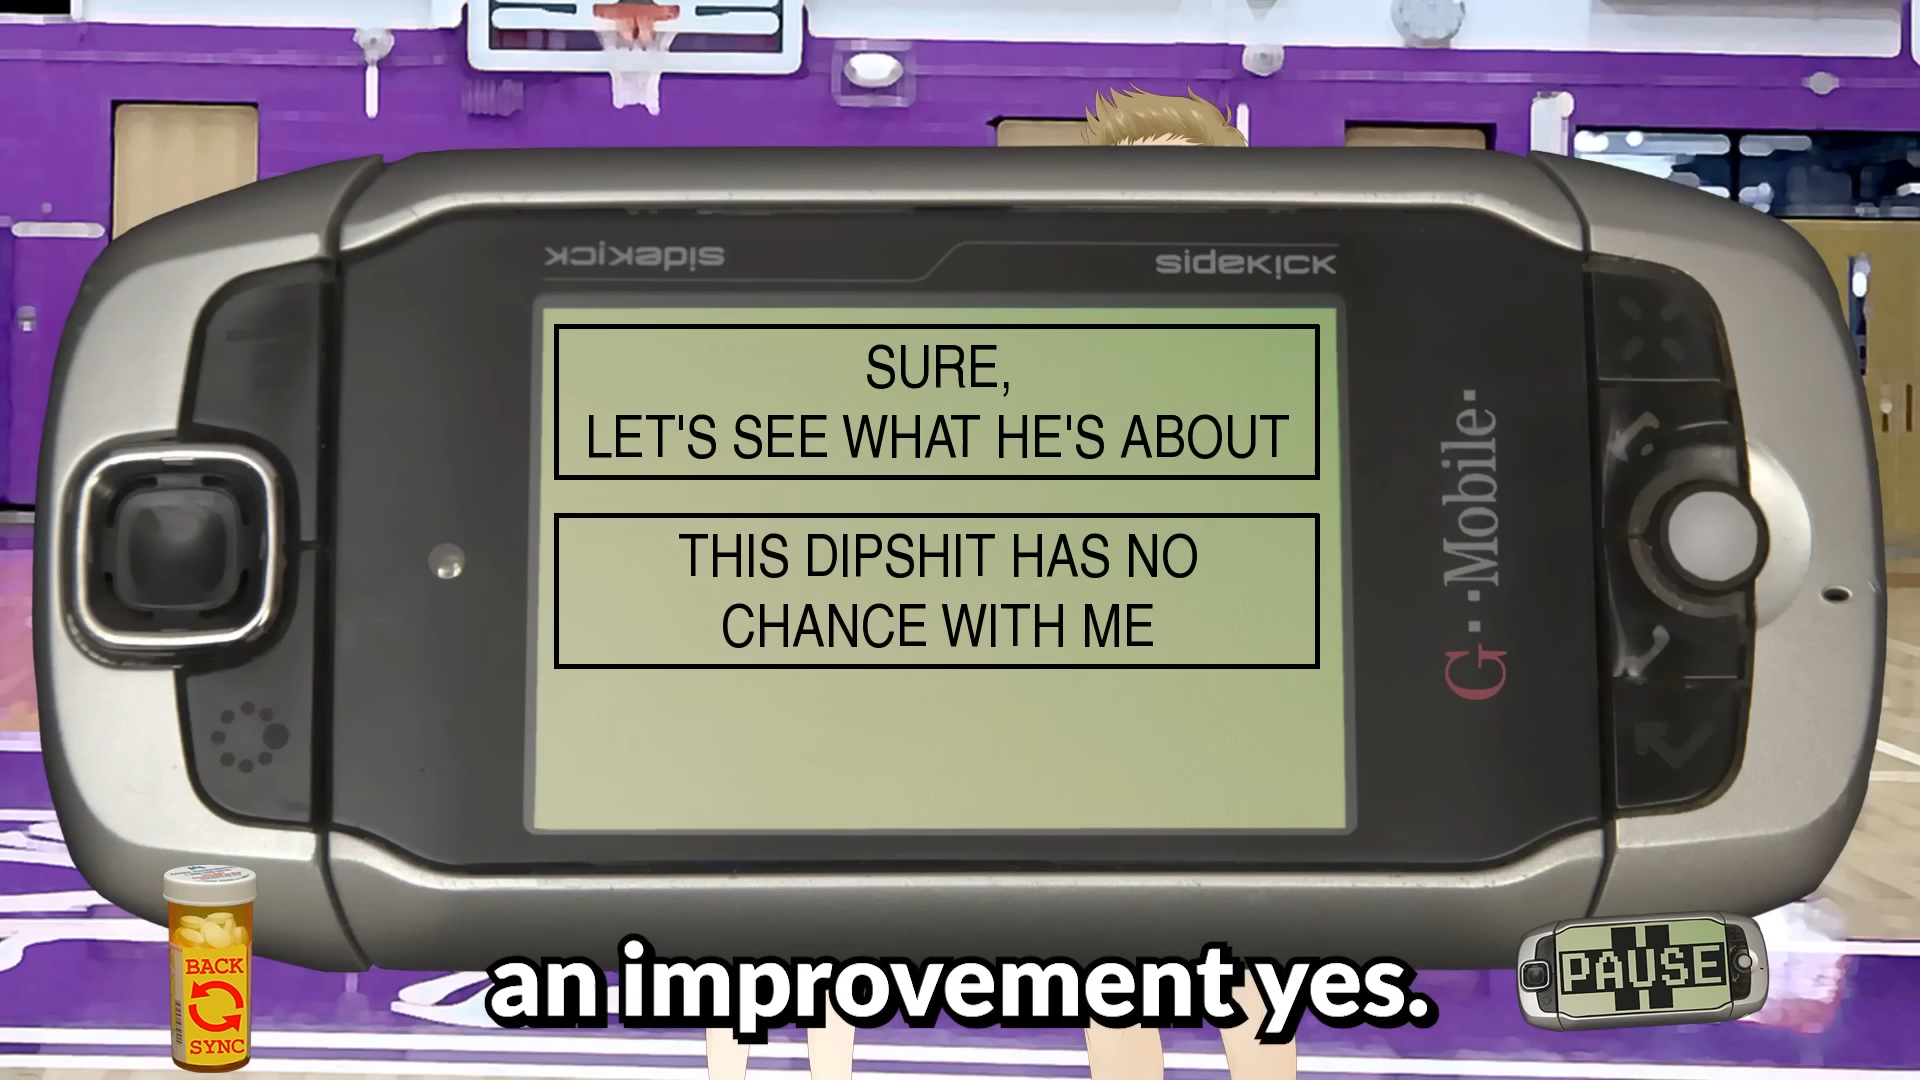 sidekick
sidekick
SURE,
LET'S SEE WHAT HE'S ABOUT
THIS DIPSHIT HAS NO
CHANCE WITH ME
G··Mobile·
BACK
SYNC
PAUSE
an improvement yes.